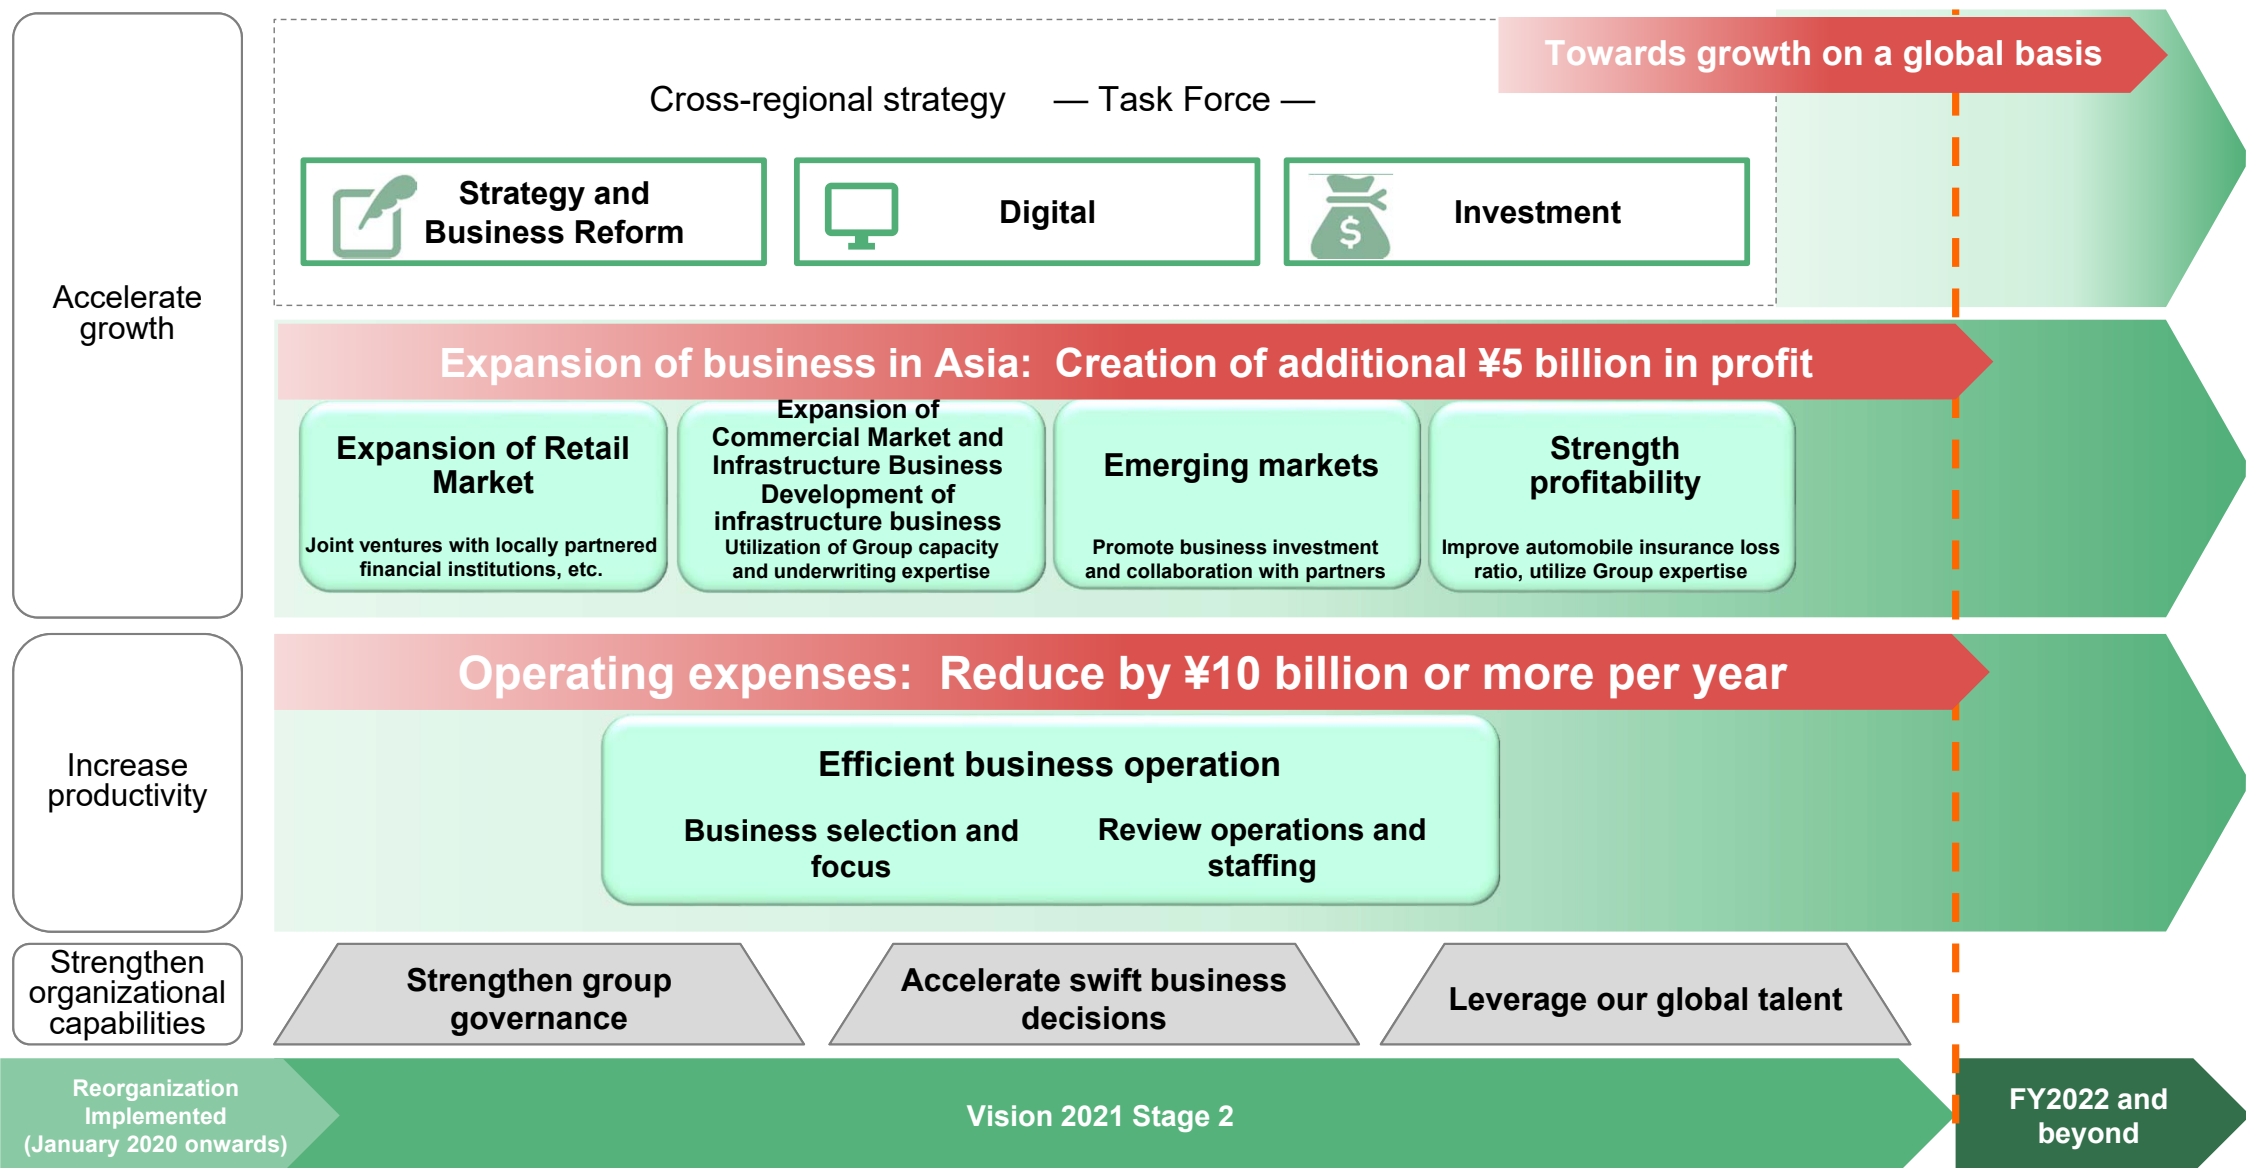 Towards growth on a global basis
Cross-regional strategy — Task Force —
Strategy and
Business Reform
Digital
$
Investment
Accelerate
growth
Expansion of business in Asia: Creation of additional ¥5 billion in profit
Expansion of Retail
Market
Joint ventures with locally partnered
financial institutions, etc.
Expansion of
Commercial Market and
Infrastructure Business
Development of
infrastructure business
Utilization of Group capacity
and underwriting expertise
Emerging markets
Promote business investment
and collaboration with partners
Strength
profitability
Improve automobile insurance loss
ratio, utilize Group expertise
Operating expenses: Reduce by ¥10 billion or more per year
Increase
productivity
Efficient business operation
Business selection and
focus
Review operations and
staffing
Strengthen
organizational
capabilities
Strengthen group
governance
Accelerate swift business
decisions
Leverage our global talent
Reorganization
Implemented
(January 2020 onwards)
Vision 2021 Stage 2
FY2022 and
beyond